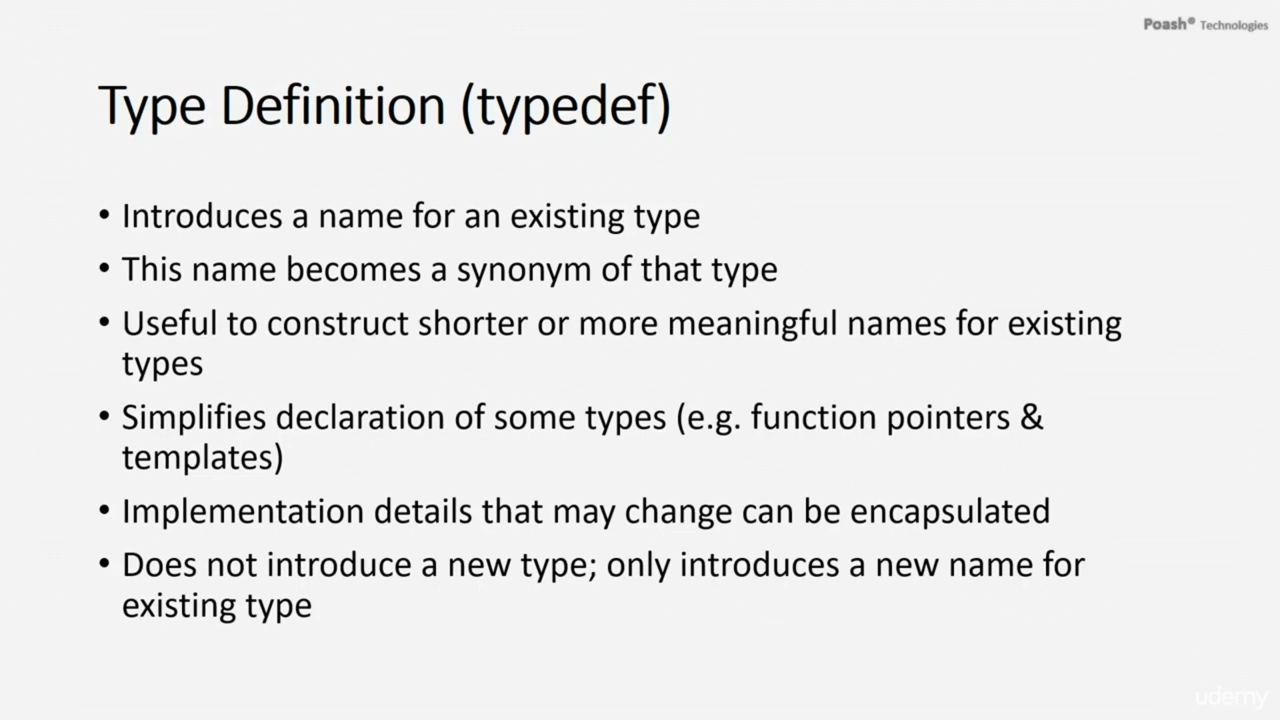 Poash® Technologies
Type Definition (typedef)
• Introduces a name for an existing type
• This name becomes a synonym of that type
• Useful to construct shorter or more meaningful names for existing
types
• Simplifies declaration of some types (e.g. function pointers &
templates)
• Implementation details that may change can be encapsulated
• Does not introduce a new type; only introduces a new name for
existing type
udemy